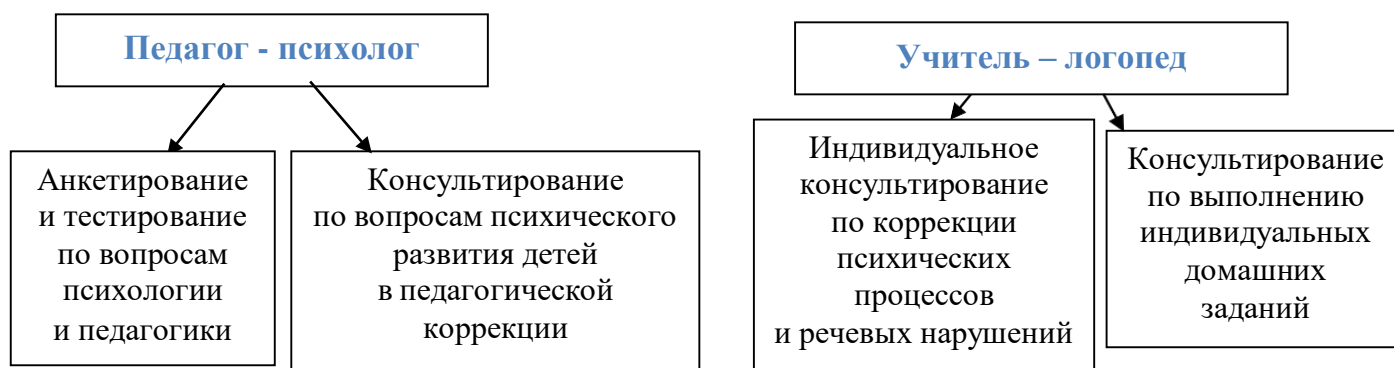 Педагог - психолог
Анкетирование
и тестирование
по вопросам
психологии
и педагогики
Консультирование
по вопросам психического
развития детей
в педагогической
коррекции
Учитель – логопед
Индивидуальное
консультирование
по коррекции
психических
процессов
и речевых нарушений
Консультирование
по выполнению
индивидуальных
домашних
заданий